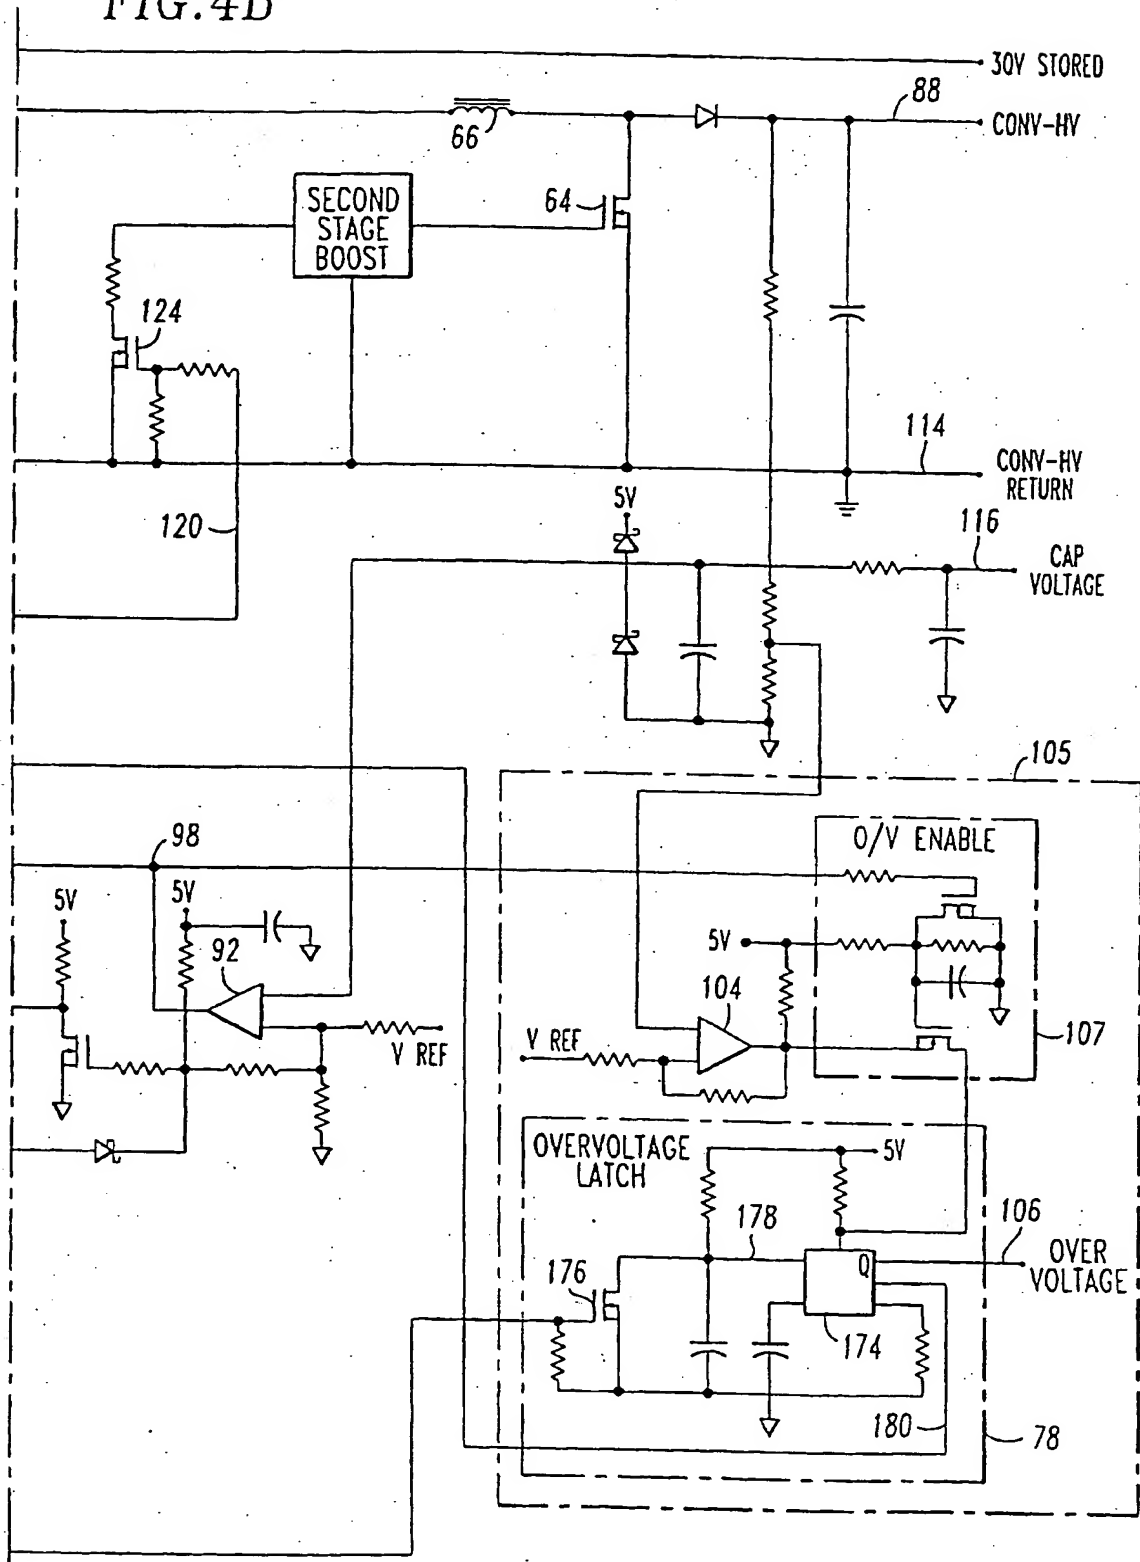 FIG.4B
30V STORED
88
CONV-HV
66
64
SECOND
STAGE
BOOST
124
114
CONV-HV
RETURN
5V
120
116
CAP
VOLTAGE
105
98
O/V ENABLE
5V
5V
92
5V
104
V REF
V REF
107
OVERVOLTAGE
LATCH
5V
178
106
OVER
VOLTAGE
Q
176
174
180
78